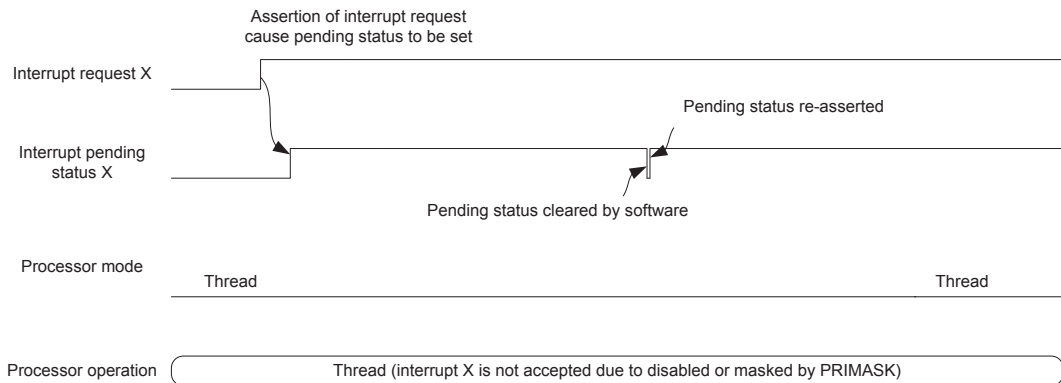 Assertion of interrupt request
cause pending status to be set
Interrupt request X
Pending status re-asserted
Interrupt pending
status X
Pending status cleared by software
Processor mode
Thread
Thread
Processor operation
Thread (interrupt X is not accepted due to disabled or masked by PRIMASK)